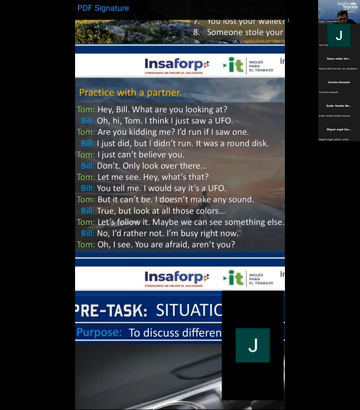 PDF Signature
7. You lost your wallet
8. Someone stole your
Insaforp
it INGLÉS PARA EL TRABAJO
Practice with a partner.
Tom: Hey, Bill. What are you looking at?
Bill: Oh, hi, Tom. I think I just saw a UFO.
Tom: Are you kidding me? I'd run if I saw one.
Bill: I just did, but I didn't run. It was a round disk.
Tom: I just can't believe you.
Bill: Don't. Only look over there...
Tom: Let me see. Hey, what's that?
Bill: You tell me. I would say it's a UFO.
Tom: But it can't be. I doesn't make any sound.
Bill: True, but look at all those colors...
Tom: Let's follow it. Maybe we can see something else.
Bill: No, I'd rather not. I'm busy right now.
Tom: Oh, I see. You are afraid, aren't you?
Insaforp
it INGLÉS PARA EL TRABAJO
PRE-TASK: SITUATIO
Purpose: To discuss differen
J
J